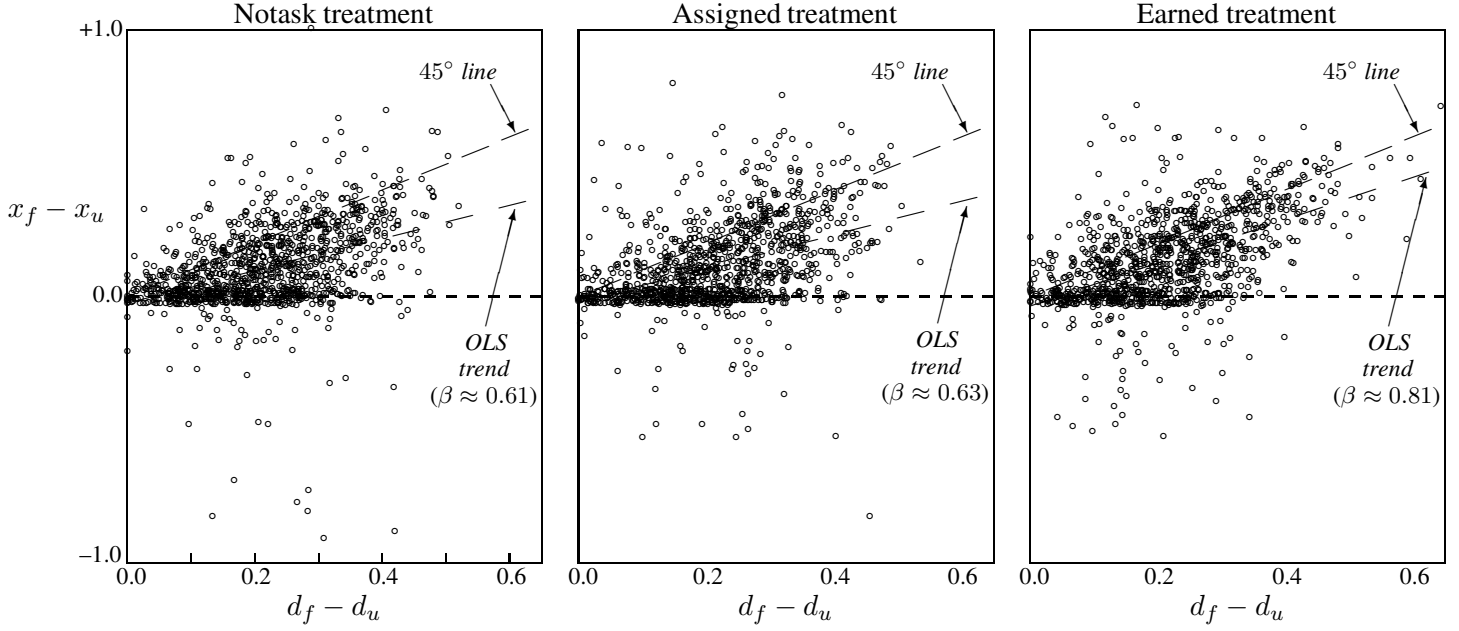 Notask treatment
Assigned treatment
Earned treatment
+1.0
45° line
45° line
45° line
x_f − x_u
0.0
OLS
trend
(β ≈ 0.61)
OLS
trend
(β ≈ 0.63)
OLS
trend
(β ≈ 0.81)
−1.0
0.0 0.2 0.4 0.6
0.0 0.2 0.4 0.6
0.0 0.2 0.4 0.6
d_f − d_u
d_f − d_u
d_f − d_u